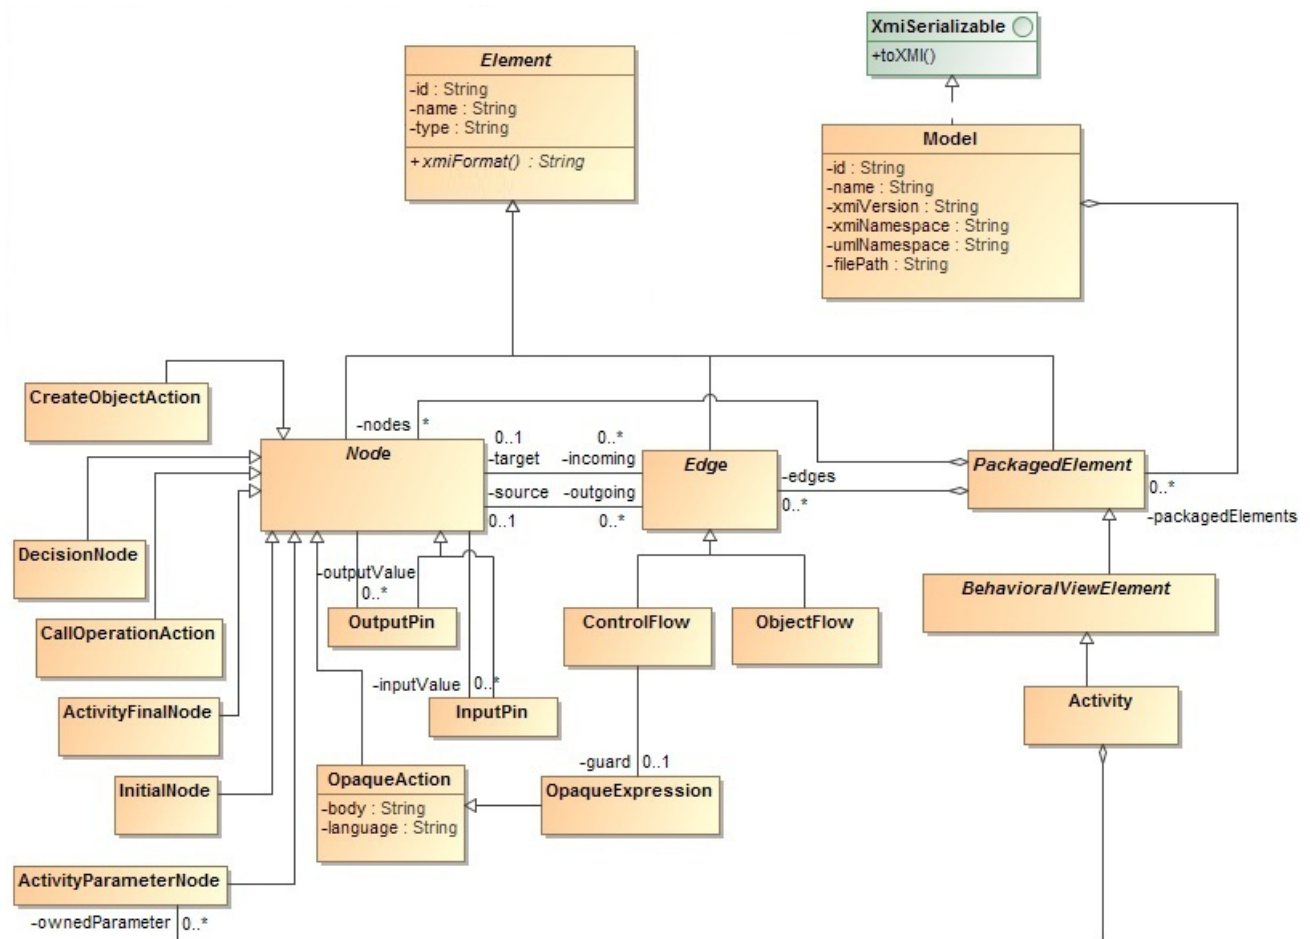 XmiSerializable
+toXMI()
Element
-id : String
-name : String
-type : String
+xmiFormat() : String
Model
-id : String
-name : String
-xmiVersion : String
-xmiNamespace : String
-umlNamespace : String
-filePath : String
CreateObjectAction
-nodes *
Node
0..1 0..*
-target -incoming
-source -outgoing
0..1 0..*
Edge
-edges
0..*
PackagedElement
0..*
-packagedElements
DecisionNode
-outputValue
0..*
BehavioralViewElement
CallOperationAction
OutputPin
ControlFlow
ObjectFlow
-inputValue 0..*
ActivityFinalNode
InputPin
Activity
-guard 0..1
InitialNode
OpaqueAction
-body : String
-language : String
OpaqueExpression
ActivityParameterNode
-ownedParameter 0..*